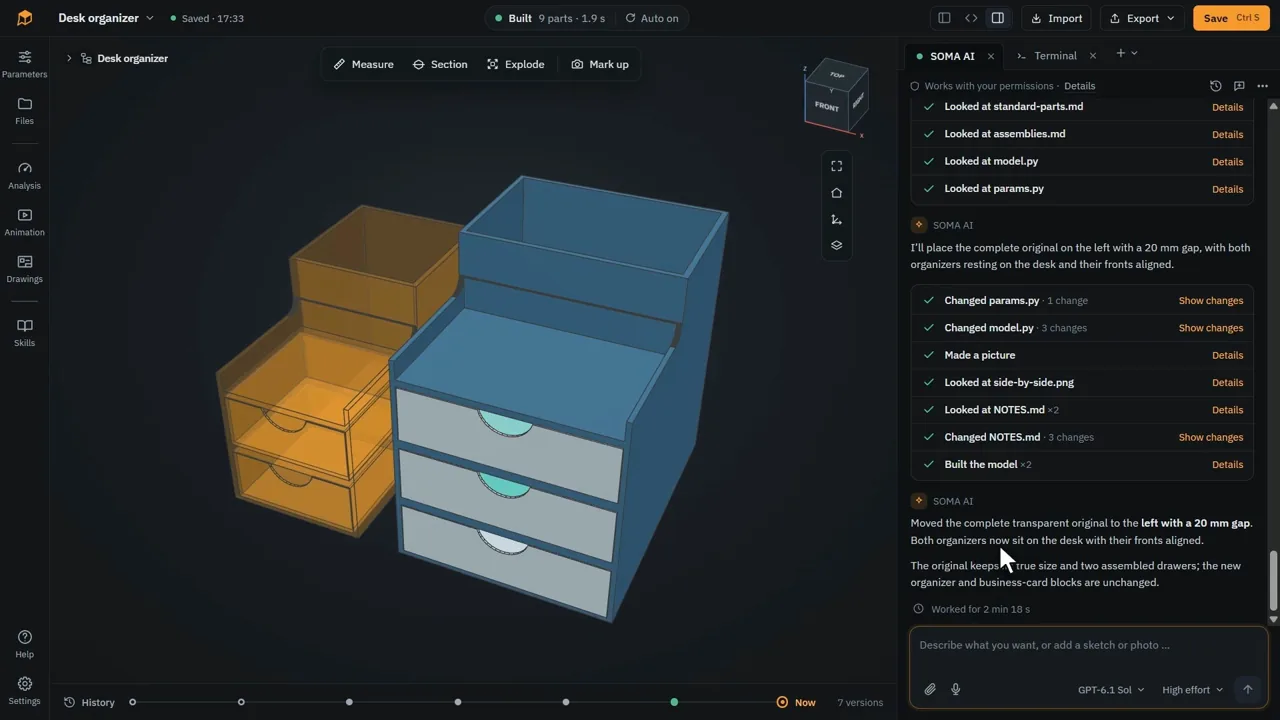 Desk organizer
Saved · 17:33
Built 9 parts · 1.9 s
Auto on
Import
Export
Save Ctrl S
Parameters
Files
Analysis
Animation
Drawings
Skills
Help
Settings
Desk organizer
Measure
Section
Explode
Mark up
TOP
FRONT
RIGHT
Z
Y
X
SOMA AI
Terminal
Works with your permissions · Details
Looked at standard-parts.md Details
Looked at assemblies.md Details
Looked at model.py Details
Looked at params.py Details
SOMA AI
I'll place the complete original on the left with a 20 mm gap, with both
organizers resting on the desk and their fronts aligned.
Changed params.py · 1 change Show changes
Changed model.py · 3 changes Show changes
Made a picture Details
Looked at side-by-side.png Details
Looked at NOTES.md ×2 Details
Changed NOTES.md · 3 changes Show changes
Built the model ×2 Details
SOMA AI
Moved the complete transparent original to the left with a 20 mm gap.
Both organizers now sit on the desk with their fronts aligned.
The original keeps true size and two assembled drawers; the new
organizer and business-card blocks are unchanged.
Worked for 2 min 18 s
Describe what you want, or add a sketch or photo ...
GPT-6.1 Sol
High effort
History
Now
7 versions